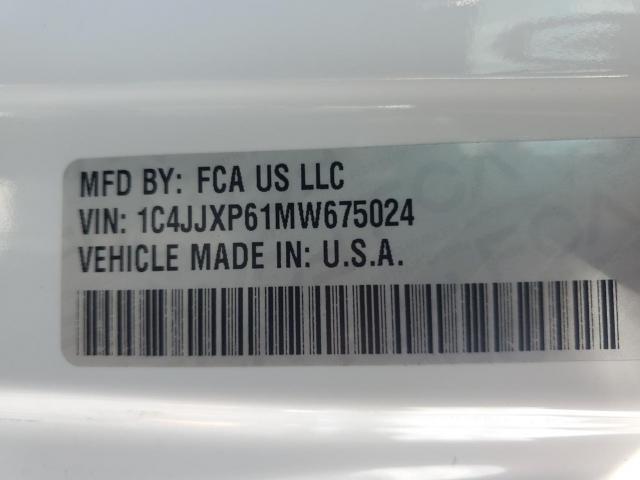 MFD BY: FCA US LLC
VIN: 1C4JJXP61MW675024
VEHICLE MADE IN: U.S.A.